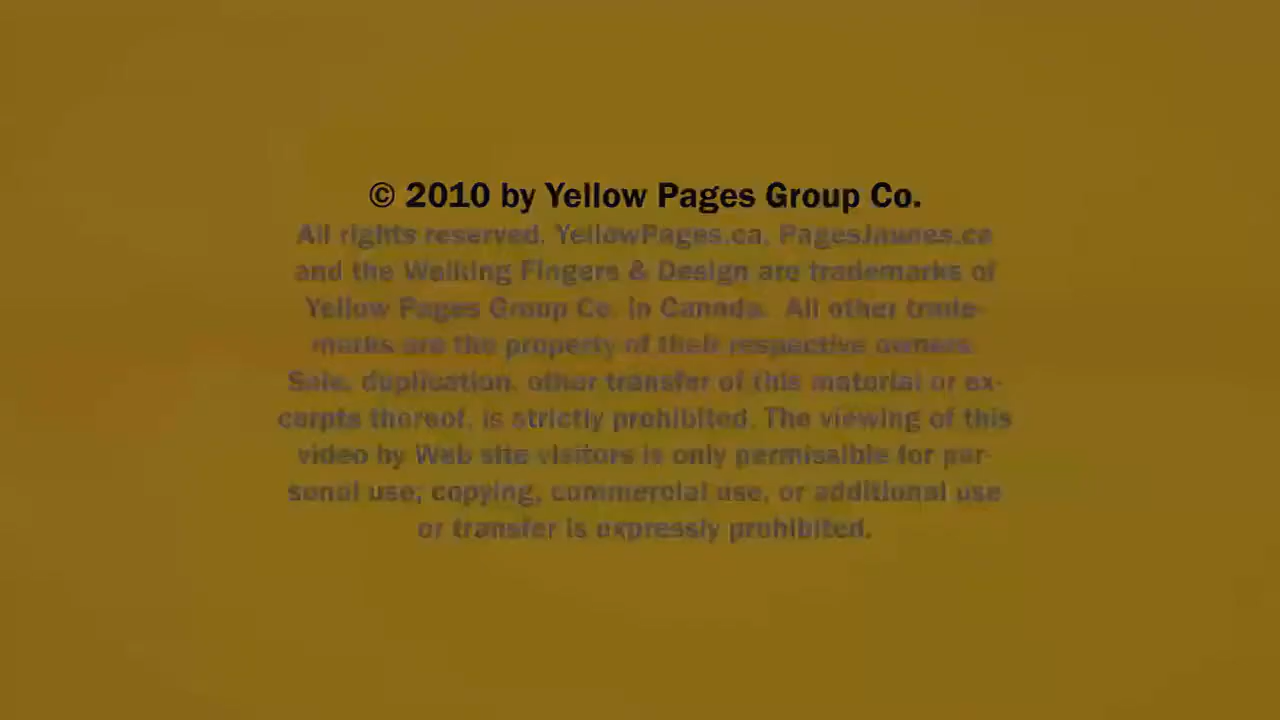 © 2010 by Yellow Pages Group Co.
All rights reserved. YellowPages.ca, PagesJaunes.ca
and the Walking Fingers & Design are trademarks of
Yellow Pages Group Co. in Canada. All other trade-
marks are the property of their respective owners.
Sale, duplication, other transfer of this material or ex-
cerpts thereof, is strictly prohibited. The viewing of this
video by Web site visitors is only permissible for per-
sonal use; copying, commercial use, or additional use
or transfer is expressly prohibited.